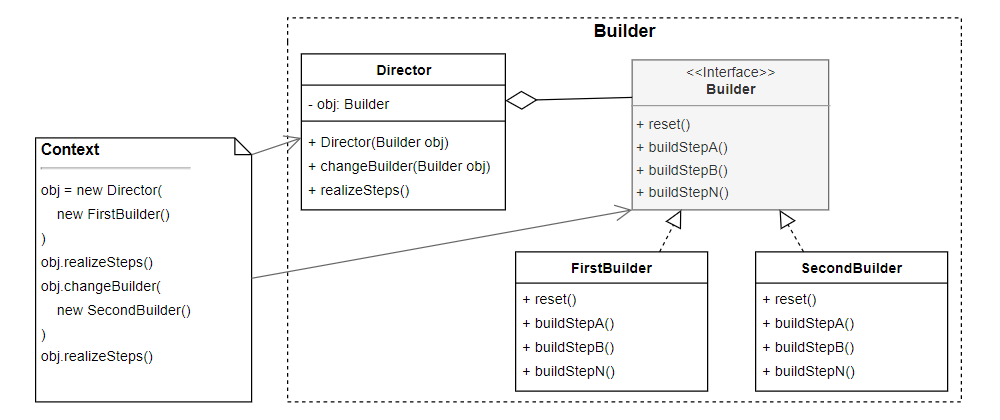 Builder
Director
- obj: Builder
+ Director(Builder obj)
+ changeBuilder(Builder obj)
+ realizeSteps()
<<Interface>>
Builder
+ reset()
+ buildStepA()
+ buildStepB()
+ buildStepN()
Context
obj = new Director(
new FirstBuilder()
)
obj.realizeSteps()
obj.changeBuilder(
new SecondBuilder()
)
obj.realizeSteps()
FirstBuilder
+ reset()
+ buildStepA()
+ buildStepB()
+ buildStepN()
SecondBuilder
+ reset()
+ buildStepA()
+ buildStepB()
+ buildStepN()